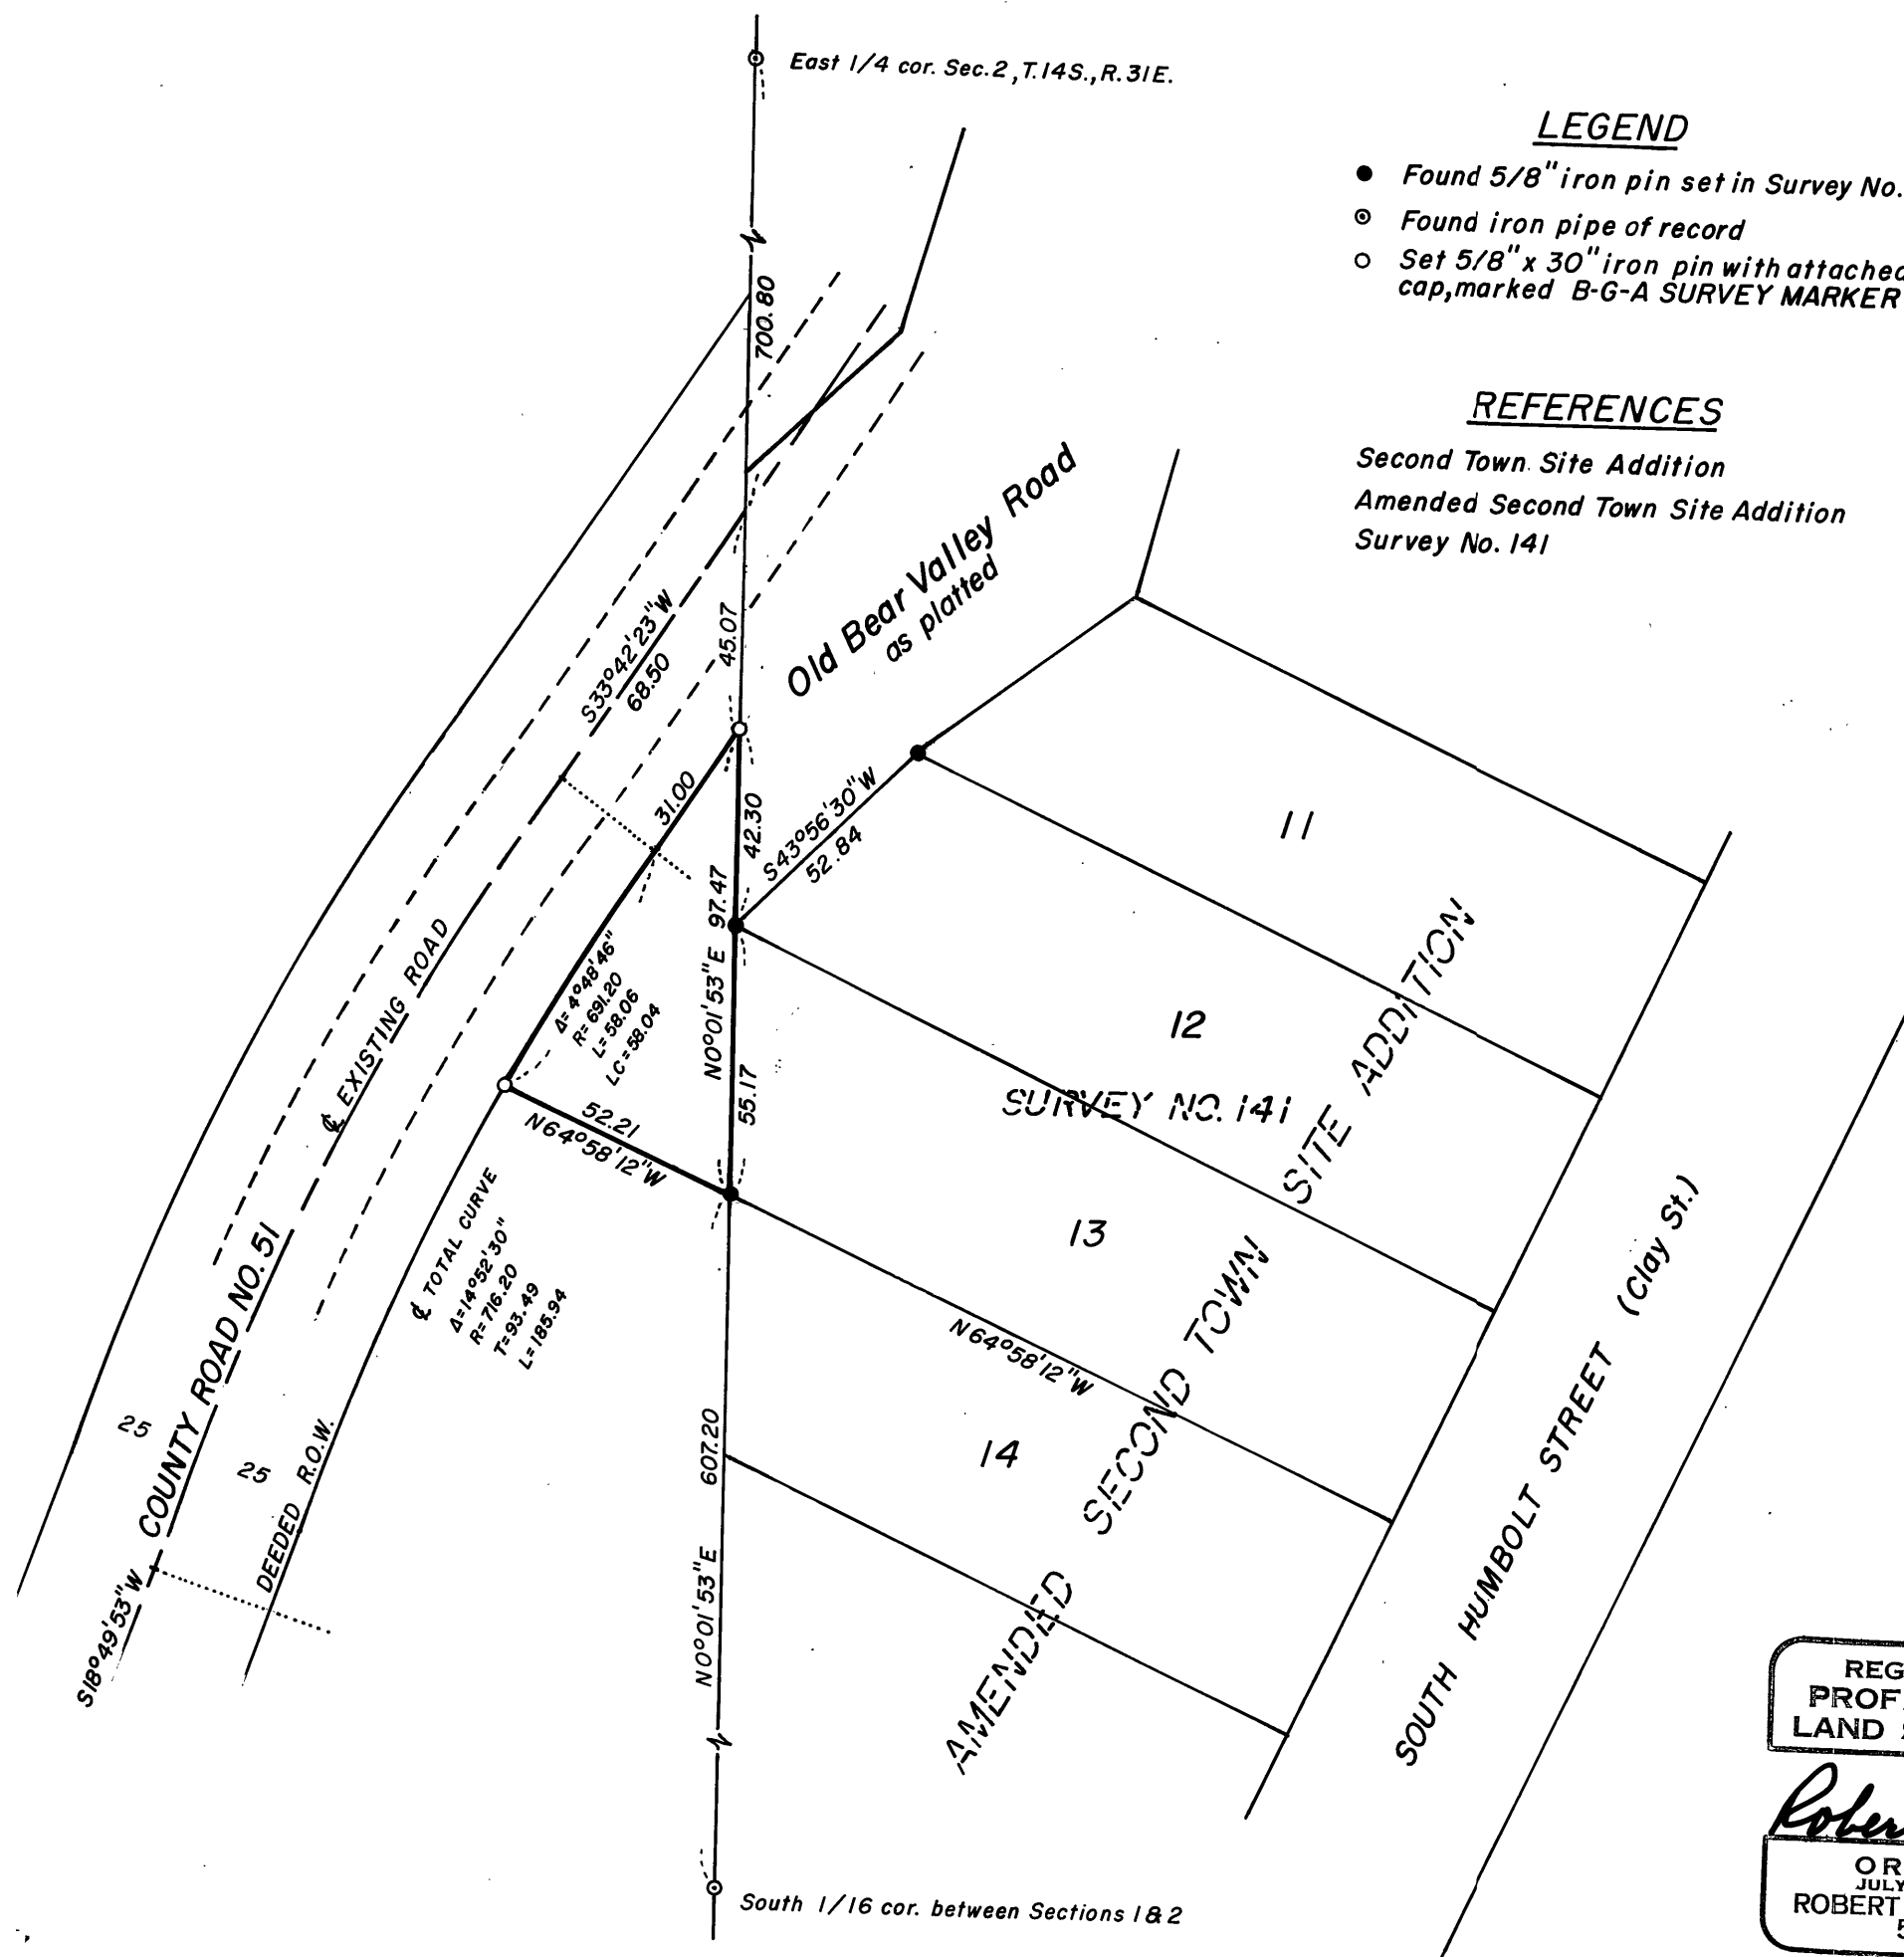 East 1/4 cor. Sec. 2, T.14S., R.31E.
LEGEND
Found 5/8" iron pin set in Survey No.
Found iron pipe of record
Set 5/8" x 30" iron pin with attached
cap, marked B-G-A SURVEY MARKER
REFERENCES
Second Town Site Addition
Amended Second Town Site Addition
Survey No. 141
700.80
45.07
Old Bear Valley Road
as platted
S33°42'23"W
68.50
31.00
42.30
S43°56'30"W
52.84
97.47
N0°01'53"E
55.17
Δ=4°48'46"
R=691.20
L=58.06
LC=58.04
℄ EXISTING ROAD
52.21
N64°58'12"W
11
12
SURVEY NO. 141
13
N64°58'12"W
14
AMENDED SECOND TOWN SITE ADDITION
SOUTH HUMBOLT STREET (Clay St.)
℄ TOTAL CURVE
Δ=14°52'30"
R=716.20
T=93.49
L=185.94
25
COUNTY ROAD NO. 51
25
DEEDED R.O.W.
S18°49'53"W
607.20
N0°01'53"E
South 1/16 cor. between Sections 1 & 2
REG
PROF
LAND
Rober
OR
JULY
ROBERT